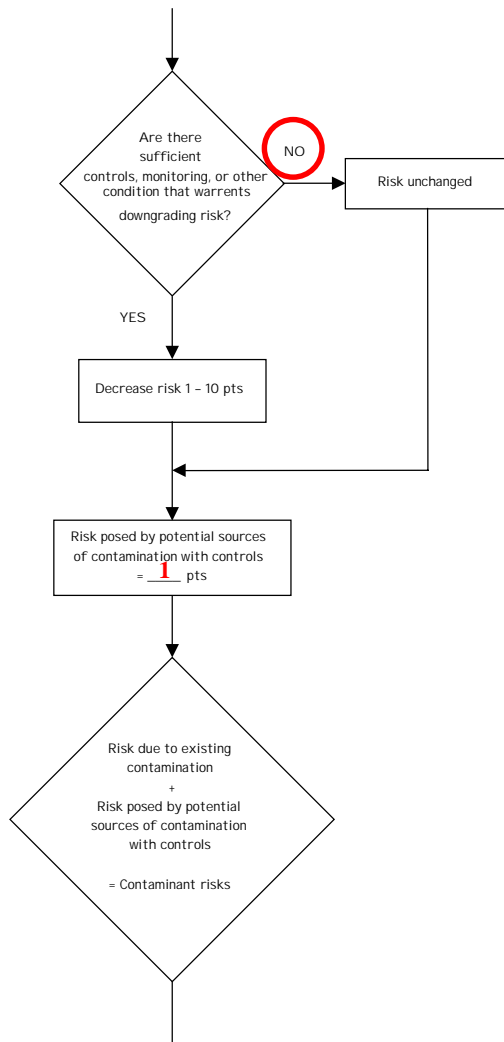 Are there
sufficient
controls, monitoring, or other
condition that warrents
downgrading risk?
NO
Risk unchanged
YES
Decrease risk 1 – 10 pts
Risk posed by potential sources
of contamination with controls
= __1__ pts
Risk due to existing
contamination
+
Risk posed by potential
sources of contamination
with controls
= Contaminant risks